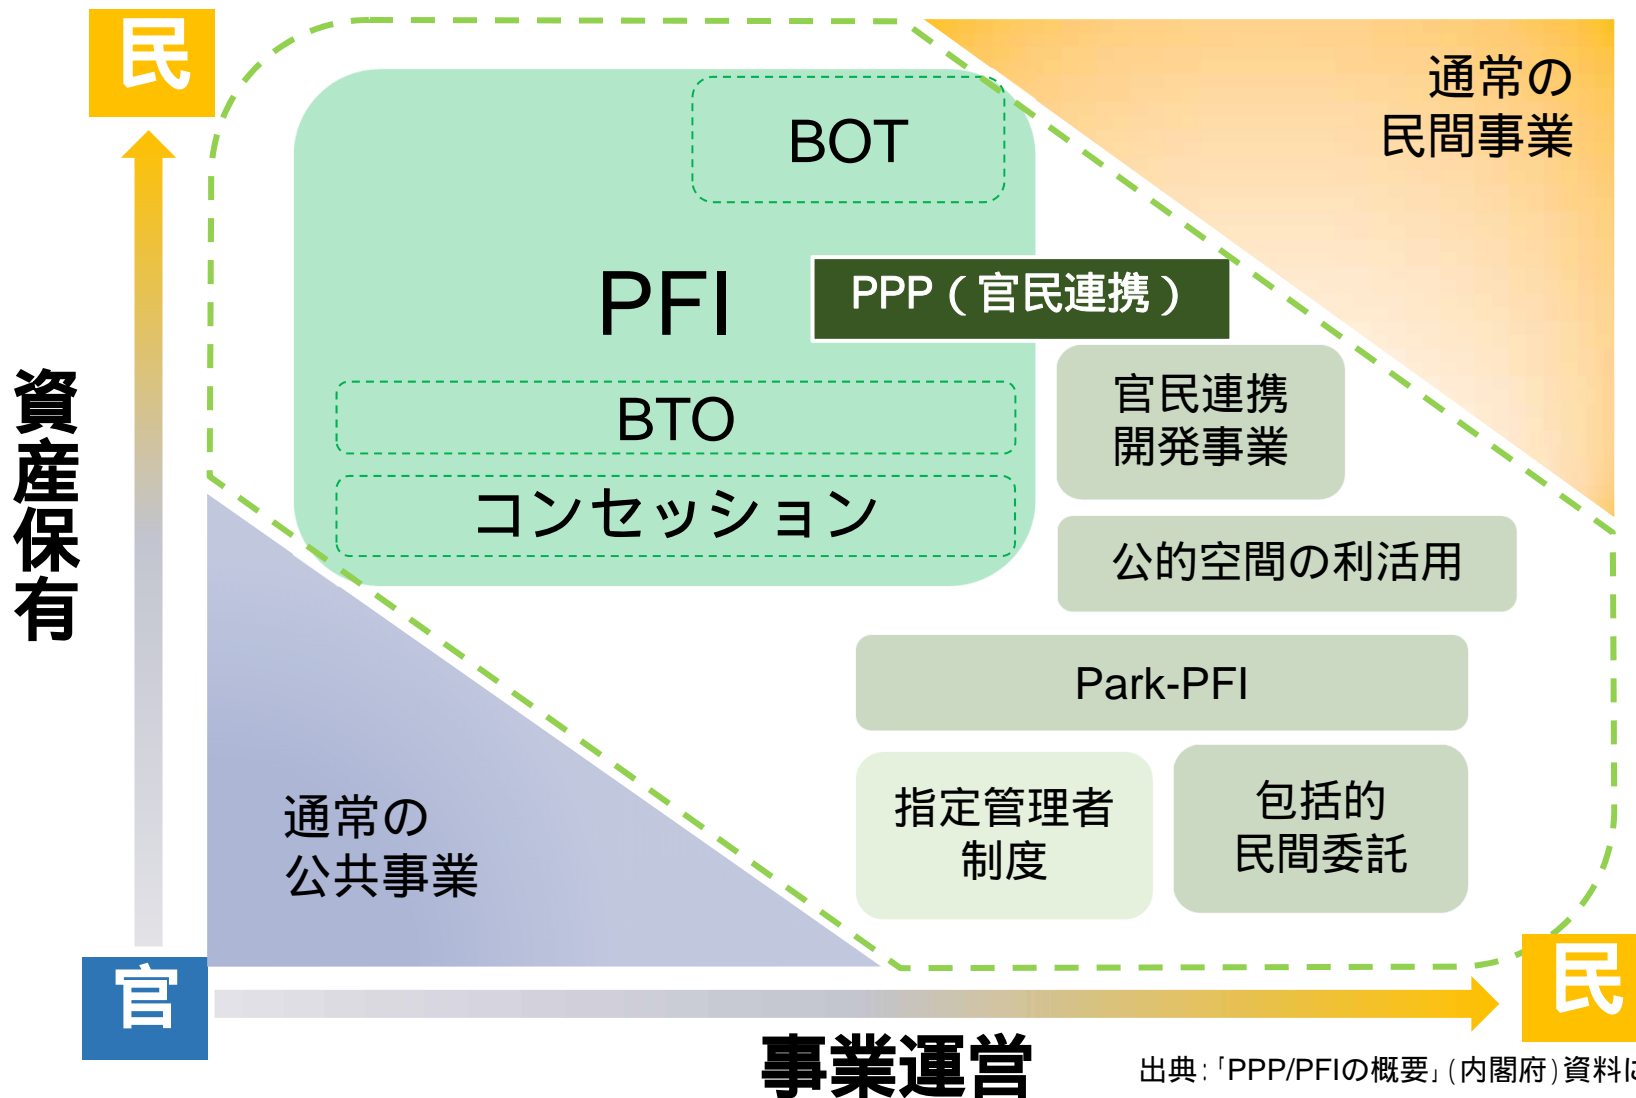 民
通常の
民間事業
BOT
PFI
PPP（官民連携）
官民連携
開発事業
BTO
コンセッション
公的空間の利活用
資産保有
Park-PFI
指定管理者
制度
包括的
民間委託
通常の
公共事業
官
民
事業運営
出典：「PPP/PFIの概要」（内閣府）資料に